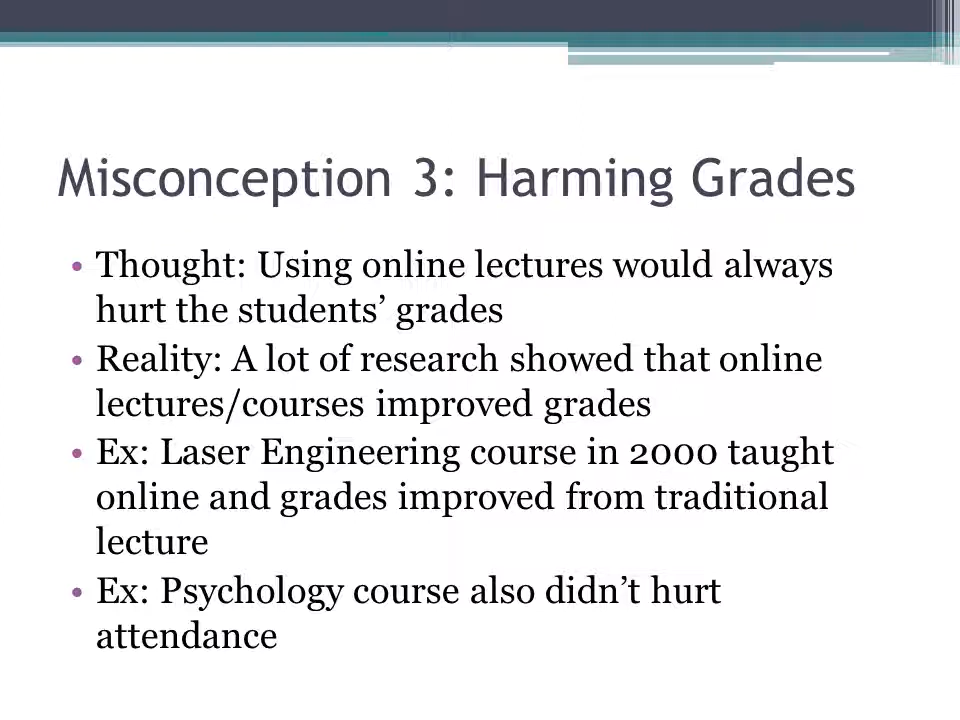 Misconception 3: Harming Grades
• Thought: Using online lectures would always
hurt the students’ grades
• Reality: A lot of research showed that online
lectures/courses improved grades
• Ex: Laser Engineering course in 2000 taught
online and grades improved from traditional
lecture
• Ex: Psychology course also didn’t hurt
attendance